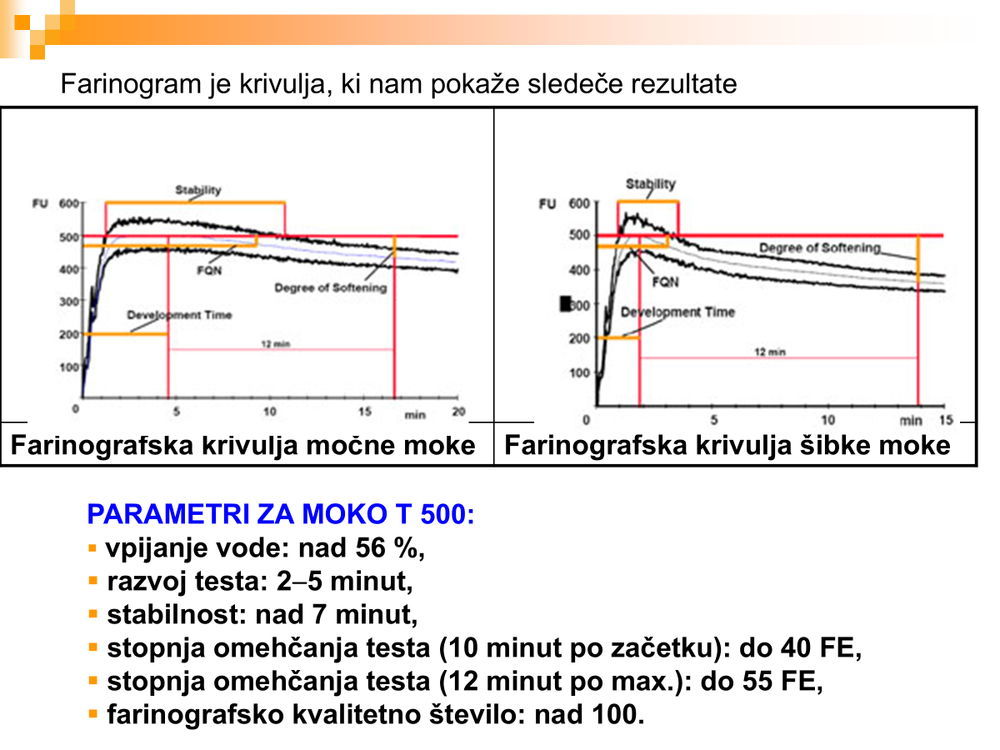 Farinogram je krivulja, ki nam pokaže sledeče rezultate
Stability
FU 600
500
400
300
200
100
0
FQN
Degree of Softening
Development Time
12 min
5
10
15
min
20
Farinografska krivulja močne moke
Stability
FU 600
500
400
300
200
100
0
Degree of Softening
FQN
Development Time
12 min
5
10
min
15
Farinografska krivulja šibke moke
PARAMETRI ZA MOKO T 500:
▪ vpijanje vode: nad 56 %,
▪ razvoj testa: 2–5 minut,
▪ stabilnost: nad 7 minut,
▪ stopnja omehčanja testa (10 minut po začetku): do 40 FE,
▪ stopnja omehčanja testa (12 minut po max.): do 55 FE,
▪ farinografsko kvalitetno število: nad 100.